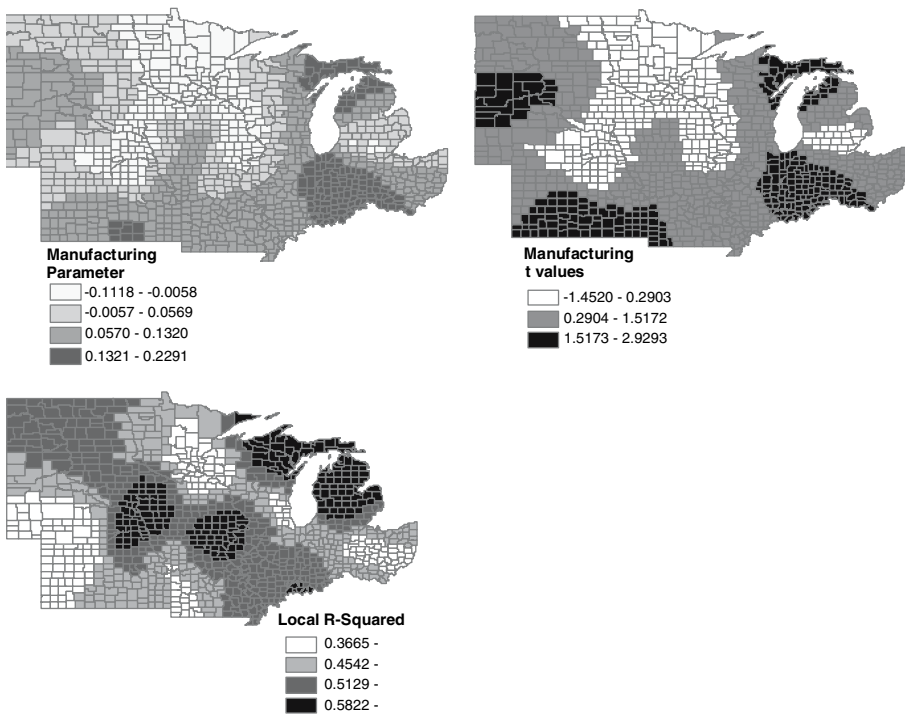 Manufacturing
Parameter
-0.1118 - -0.0058
-0.0057 - 0.0569
0.0570 - 0.1320
0.1321 - 0.2291
Manufacturing
t values
-1.4520 - 0.2903
0.2904 - 1.5172
1.5173 - 2.9293
Local R-Squared
0.3665 -
0.4542 -
0.5129 -
0.5822 -